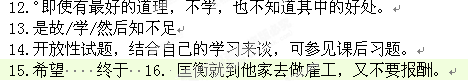 12.°即使有最好的道理，不学，也不知道其中的好处。
13.是故/学/然后知不足
14.开放性试题，结合自己的学习来谈，可参见课后习题。
15.希望····终于··16. 匡衡就到他家去做雇工，又不要报酬。